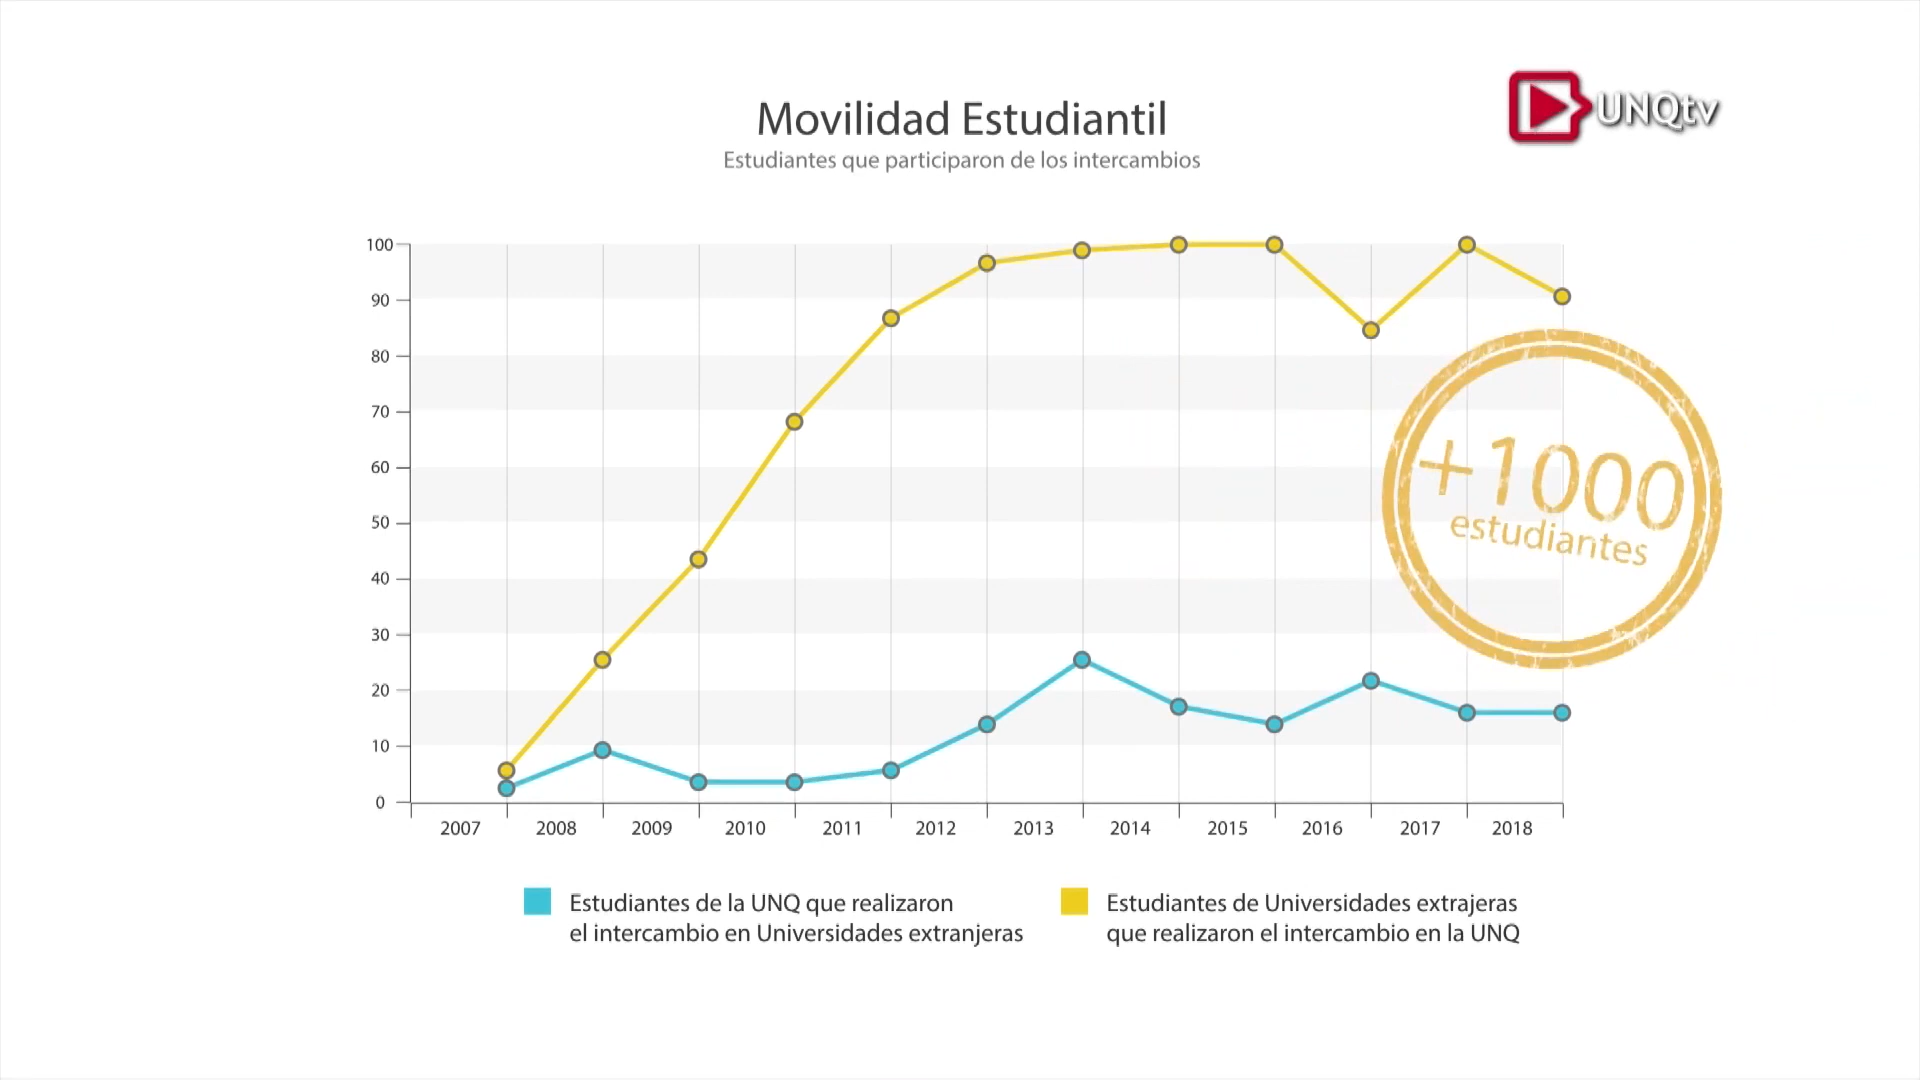 UNQtv
Movilidad Estudiantil
Estudiantes que participaron de los intercambios
100
90
80
70
60
50
40
30
20
10
0
+1000
estudiantes
2007 2008 2009 2010 2011 2012 2013 2014 2015 2016 2017 2018
Estudiantes de la UNQ que realizaron
el intercambio en Universidades extranjeras
Estudiantes de Universidades extrajeras
que realizaron el intercambio en la UNQ